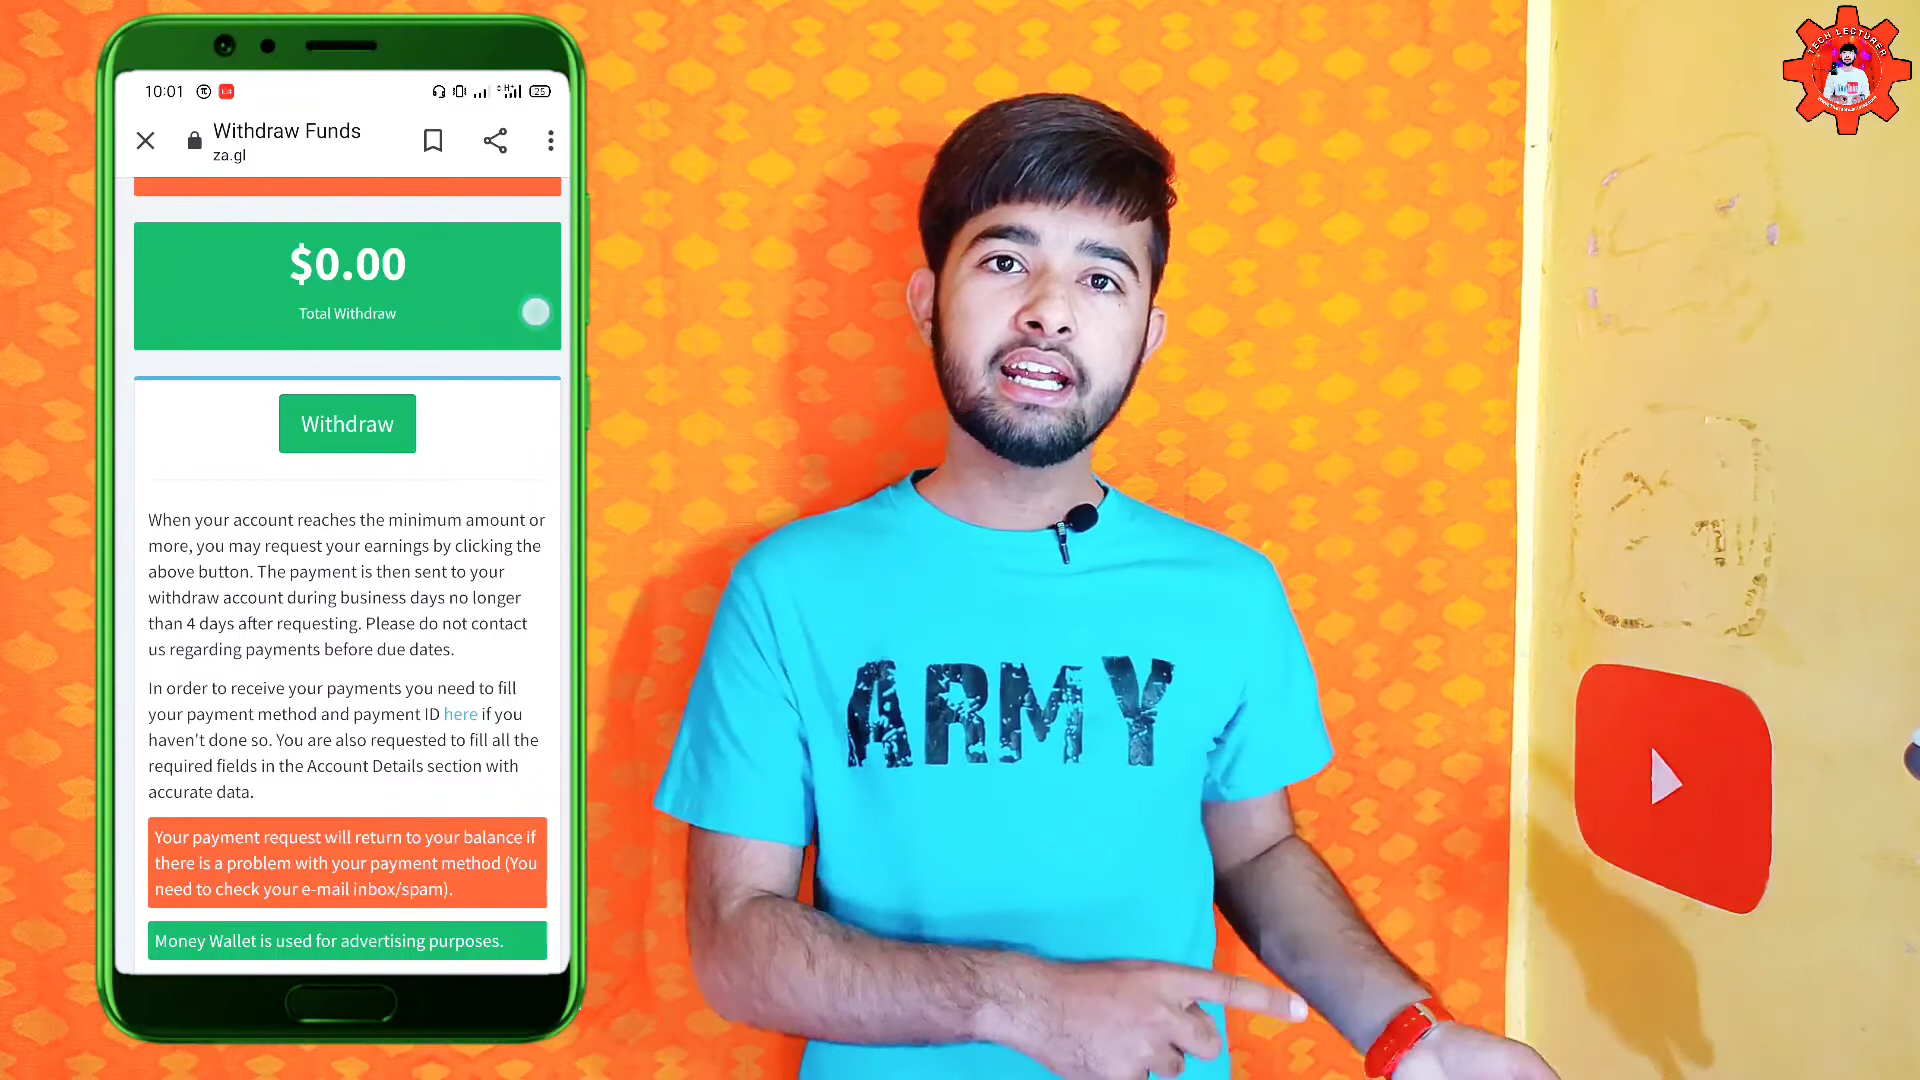 10:01
25
Withdraw Funds
za.gl
$0.00
Total Withdraw
Withdraw
When your account reaches the minimum amount or
more, you may request your earnings by clicking the
above button. The payment is then sent to your
withdraw account during business days no longer
than 4 days after requesting. Please do not contact
us regarding payments before due dates.
In order to receive your payments you need to fill
your payment method and payment ID here if you
haven't done so. You are also requested to fill all the
required fields in the Account Details section with
accurate data.
Your payment request will return to your balance if
there is a problem with your payment method (You
need to check your e-mail inbox/spam).
Money Wallet is used for advertising purposes.
TECH LECTURER
ARMY